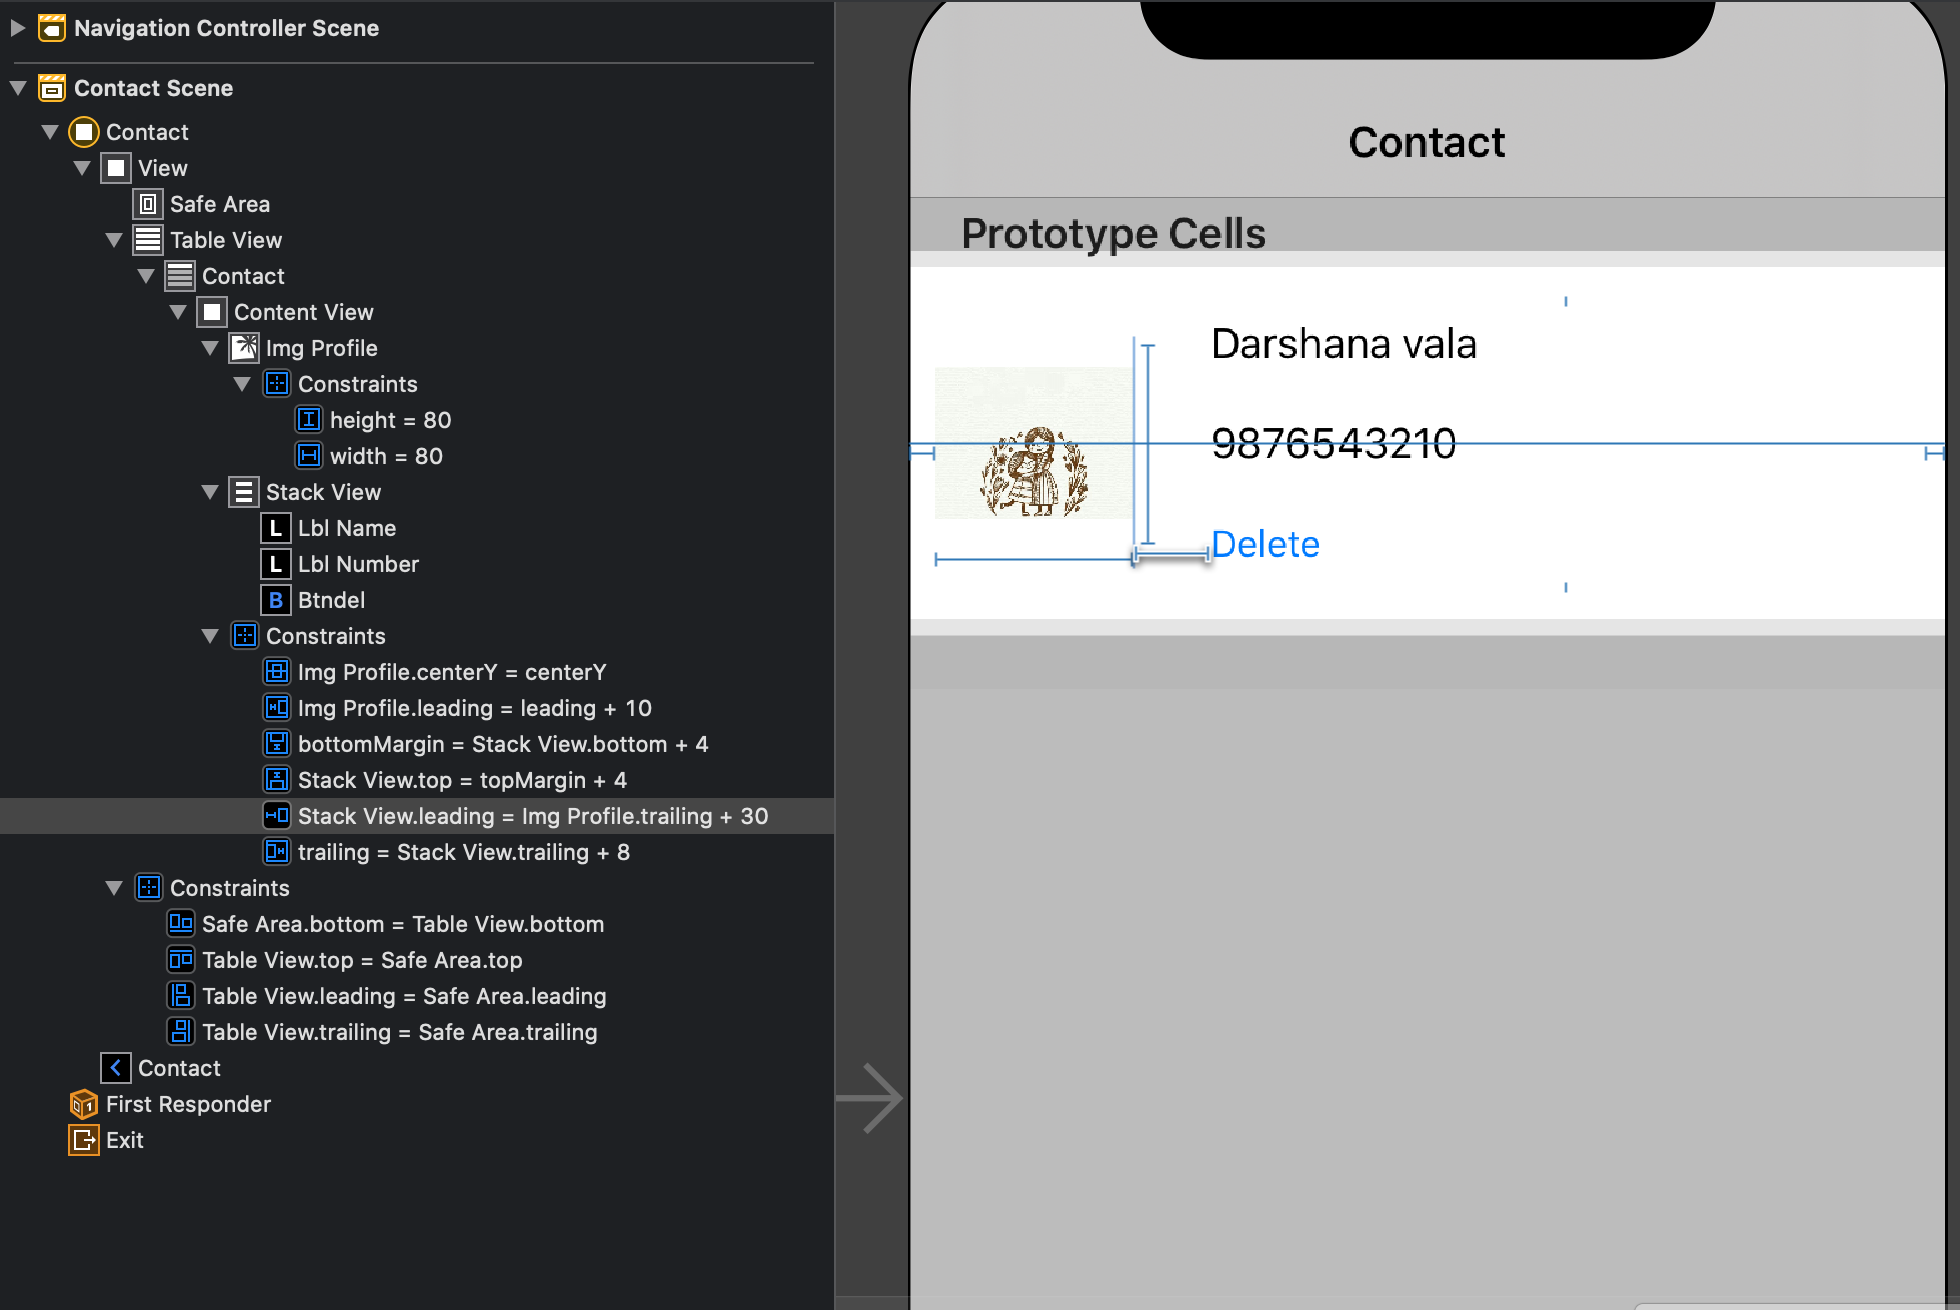 Navigation Controller Scene
Contact Scene
Contact
View
Safe Area
Table View
Contact
Content View
Img Profile
Constraints
height = 80
width = 80
Stack View
L Lbl Name
L Lbl Number
B Btndel
Constraints
Img Profile.centerY = centerY
Img Profile.leading = leading + 10
bottomMargin = Stack View.bottom + 4
Stack View.top = topMargin + 4
Stack View.leading = Img Profile.trailing + 30
trailing = Stack View.trailing + 8
Constraints
Safe Area.bottom = Table View.bottom
Table View.top = Safe Area.top
Table View.leading = Safe Area.leading
Table View.trailing = Safe Area.trailing
Contact
First Responder
Exit
Contact
Prototype Cells
Darshana vala
9876543210
Delete